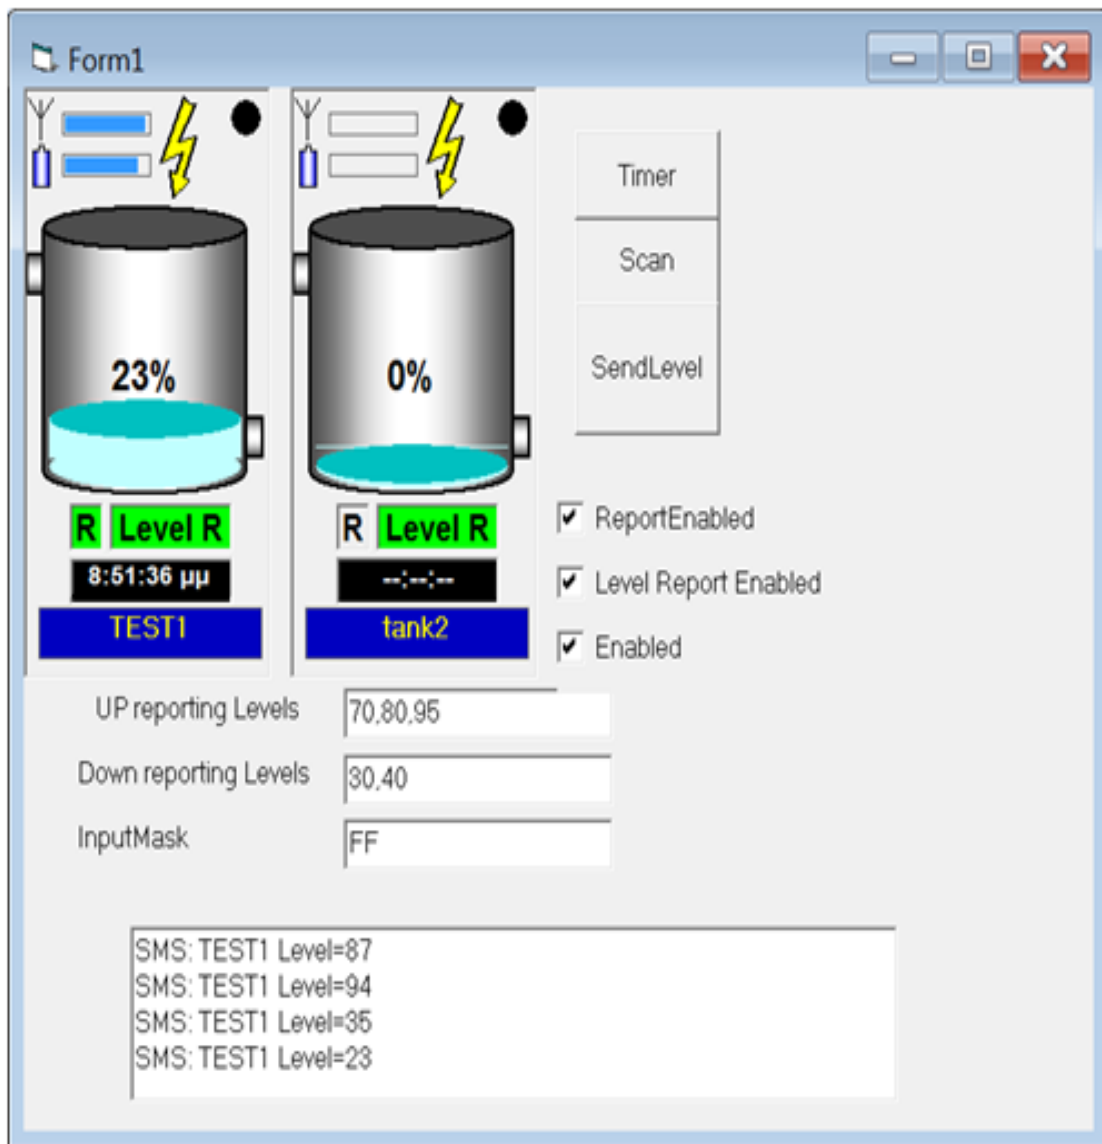 Form1
23%
R Level R
8:51:36 μμ
TEST1
0%
R Level R
--:--:--
tank2
Timer
Scan
SendLevel
ReportEnabled
Level Report Enabled
Enabled
UP reporting Levels 70,80,95
Down reporting Levels 30,40
InputMask FF
SMS: TEST1 Level=87
SMS: TEST1 Level=94
SMS: TEST1 Level=35
SMS: TEST1 Level=23